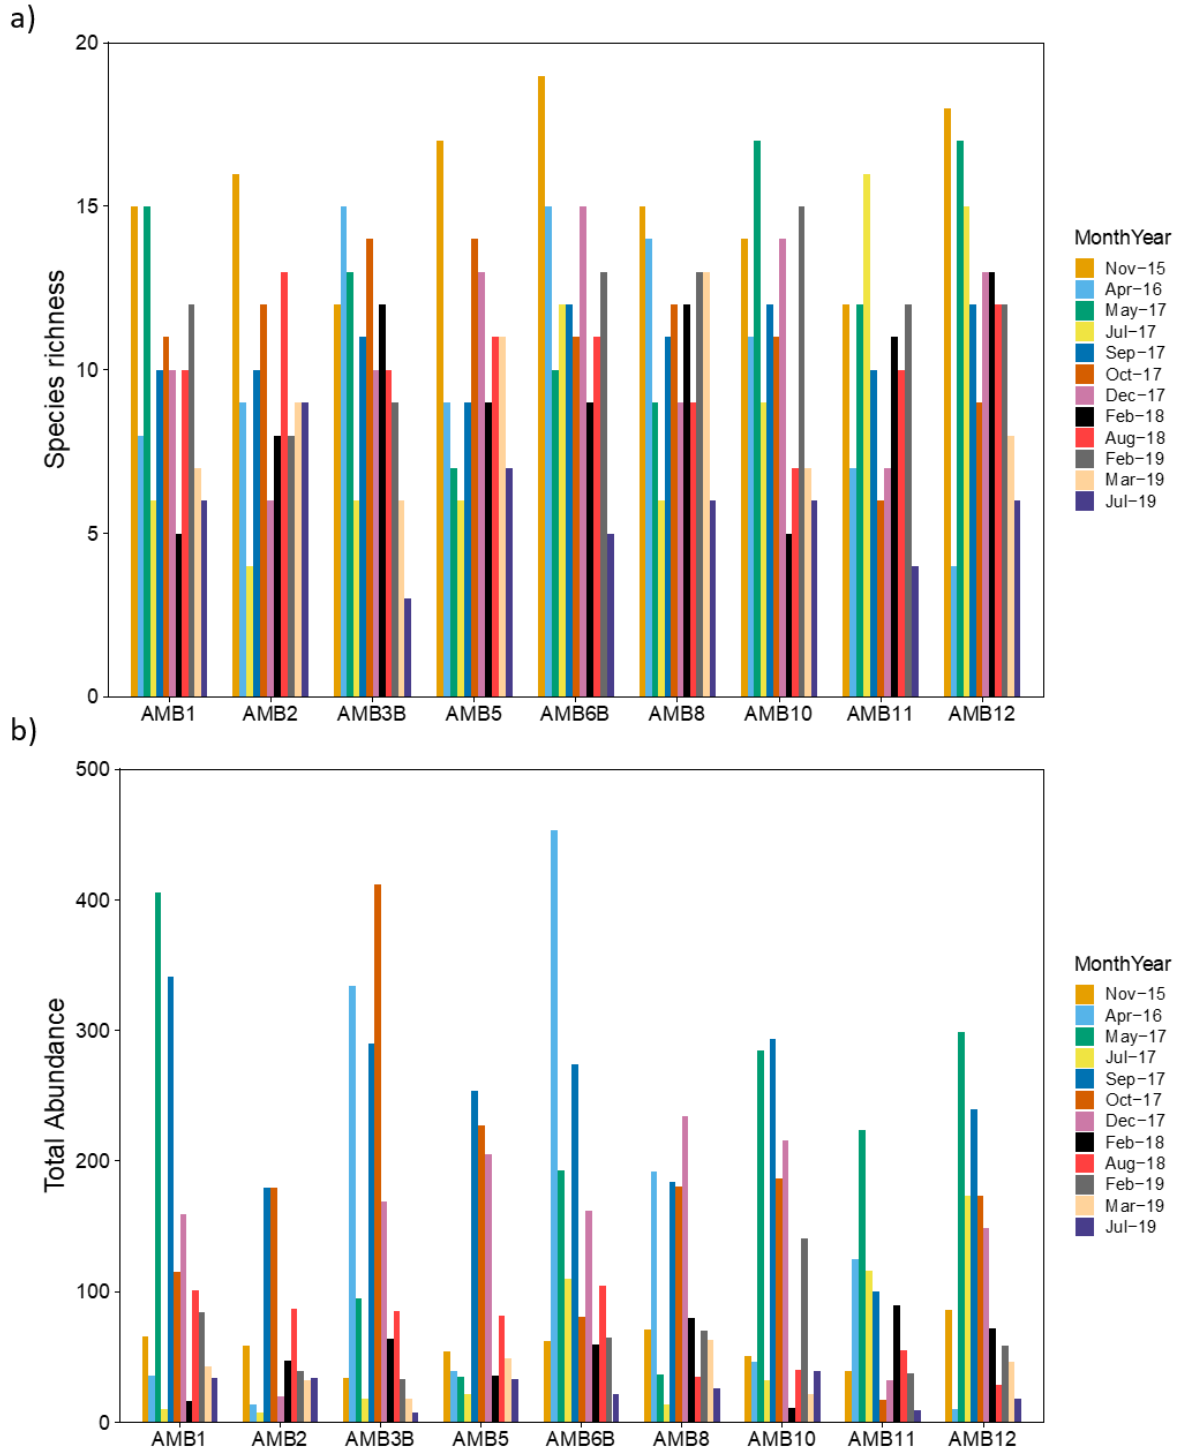 a)
20
15
10
5
0
Species richness
AMB1 AMB2 AMB3B AMB5 AMB6B AMB8 AMB10 AMB11 AMB12
MonthYear
Nov−15
Apr−16
May−17
Jul−17
Sep−17
Oct−17
Dec−17
Feb−18
Aug−18
Feb−19
Mar−19
Jul−19
b)
500
400
300
200
100
0
Total Abundance
AMB1 AMB2 AMB3B AMB5 AMB6B AMB8 AMB10 AMB11 AMB12
MonthYear
Nov−15
Apr−16
May−17
Jul−17
Sep−17
Oct−17
Dec−17
Feb−18
Aug−18
Feb−19
Mar−19
Jul−19